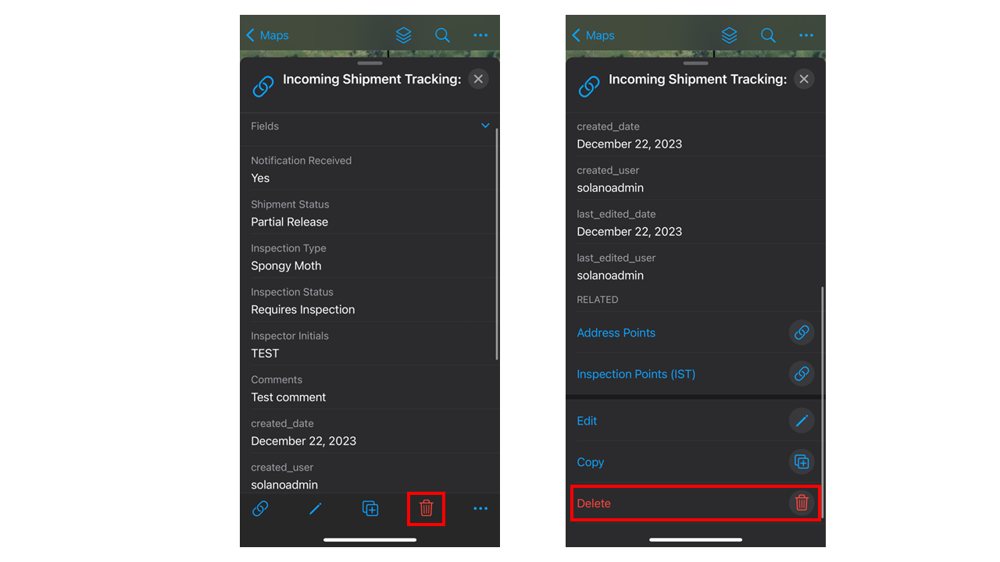 Maps
Incoming Shipment Tracking:
Fields
Notification Received
Yes
Shipment Status
Partial Release
Inspection Type
Spongy Moth
Inspection Status
Requires Inspection
Inspector Initials
TEST
Comments
Test comment
created_date
December 22, 2023
created_user
solanoadmin
Maps
Incoming Shipment Tracking:
created_date
December 22, 2023
created_user
solanoadmin
last_edited_date
December 22, 2023
last_edited_user
solanoadmin
RELATED
Address Points
Inspection Points (IST)
Edit
Copy
Delete